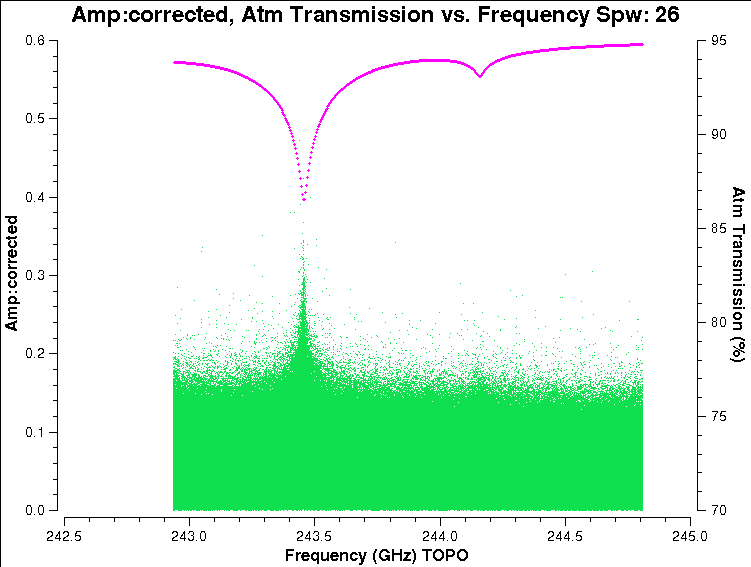 Amp:corrected, Atm Transmission vs. Frequency Spw: 26
0.6
0.5
0.4
0.3
0.2
0.1
0.0
Amp:corrected
95
90
85
80
75
70
Atm Transmission (%)
242.5 243.0 243.5 244.0 244.5 245.0
Frequency (GHz) TOPO